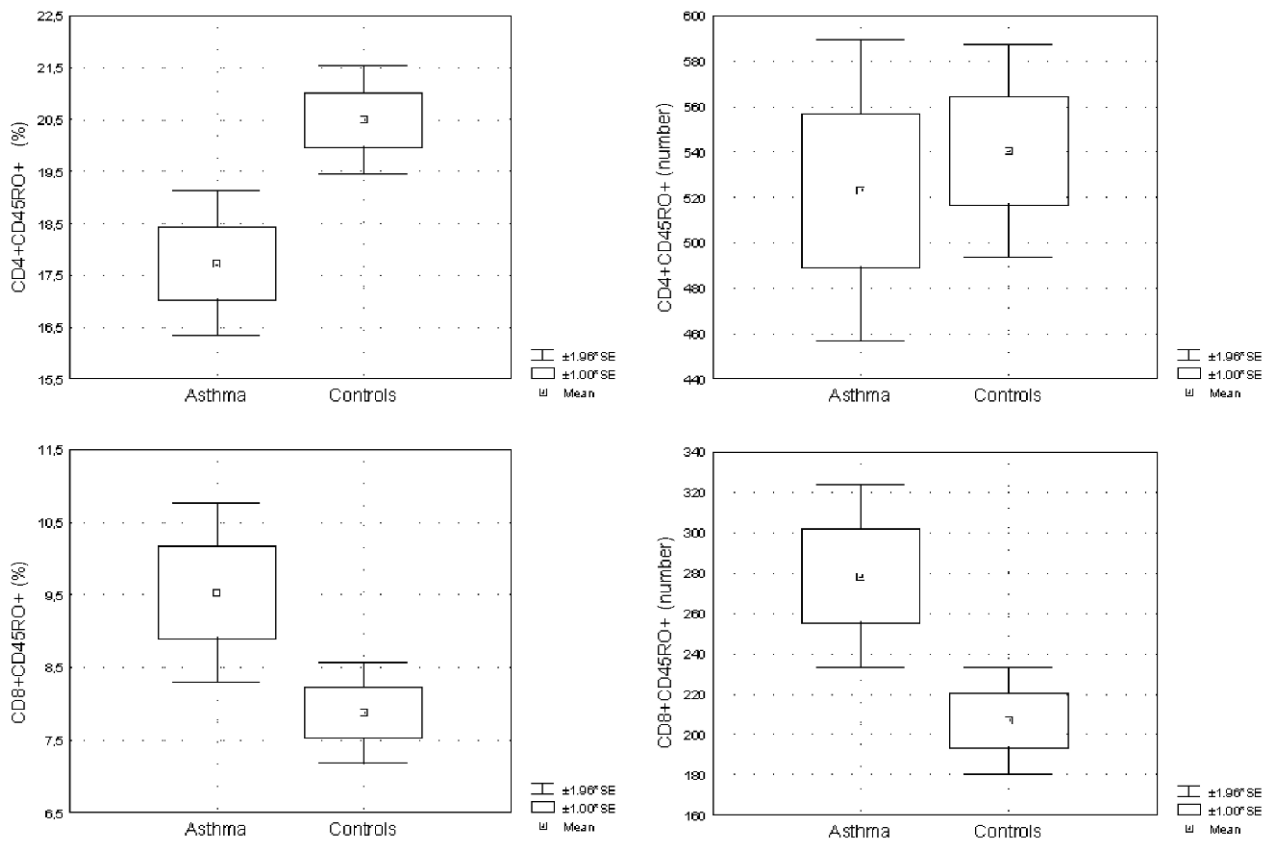 CD4+CD45RO+ (%)
22,5
21,5
20,5
19,5
18,5
17,5
16,5
15,5
Asthma Controls
±1.96*SE
±1.00*SE
Mean
CD4+CD45RO+ (number)
600
580
560
540
520
500
480
460
440
Asthma Controls
±1.96*SE
±1.00*SE
Mean
CD8+CD45RO+ (%)
11,5
10,5
9,5
8,5
7,5
6,5
Asthma Controls
±1.96*SE
±1.00*SE
Mean
CD8+CD45RO+ (number)
340
320
300
280
260
240
220
200
180
160
Asthma Controls
±1.96*SE
±1.00*SE
Mean